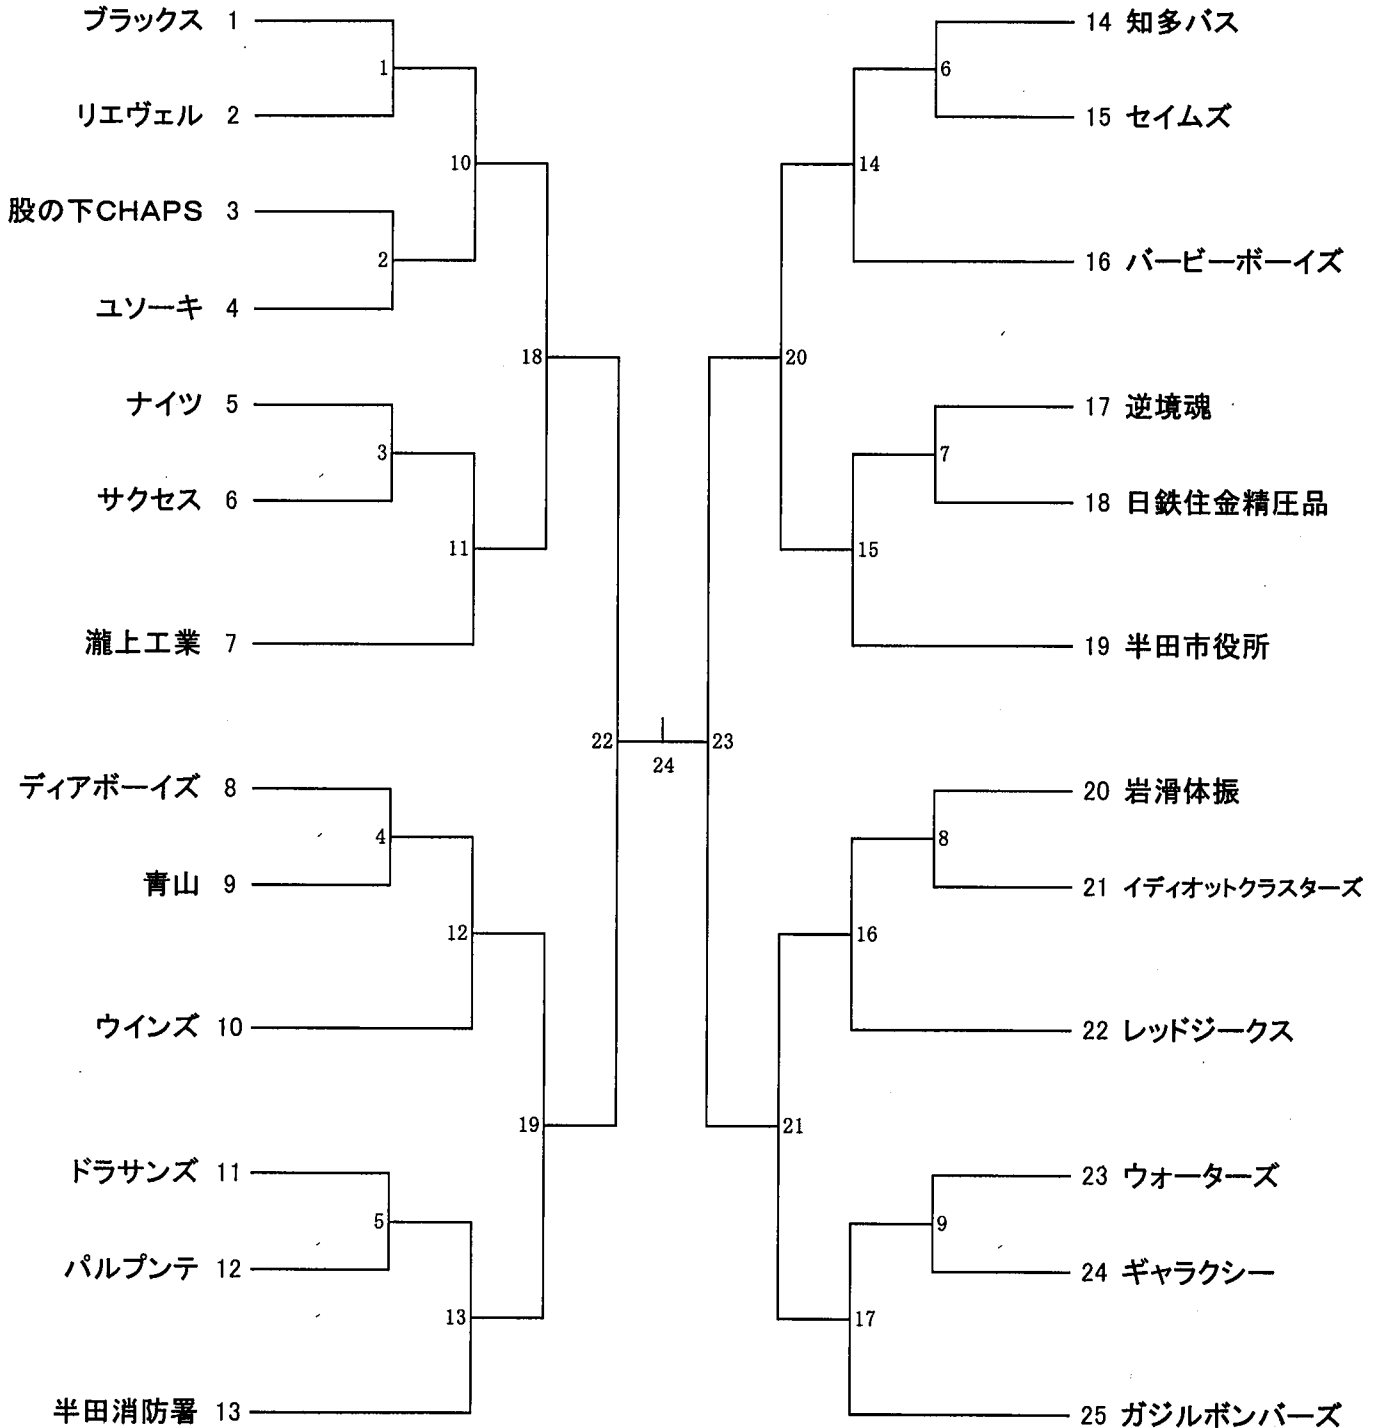 ブラックス 1
リエヴェル 2
股の下CHAPS 3
ユソーキ 4
ナイツ 5
サクセス 6
瀧上工業 7
ディアボーイズ 8
青山 9
ウインズ 10
ドラサンズ 11
パルプンテ 12
半田消防署 13
1
2
3
4
5
10
11
12
13
18
19
22
24
23
20
21
14
15
16
17
6
7
8
9
14 知多バス
15 セイムズ
16 バービーボーイズ
17 逆境魂
18 日鉄住金精圧品
19 半田市役所
20 岩滑体振
21 イディオットクラスターズ
22 レッドジークス
23 ウォーターズ
24 ギャラクシー
25 ガジルボンバーズ